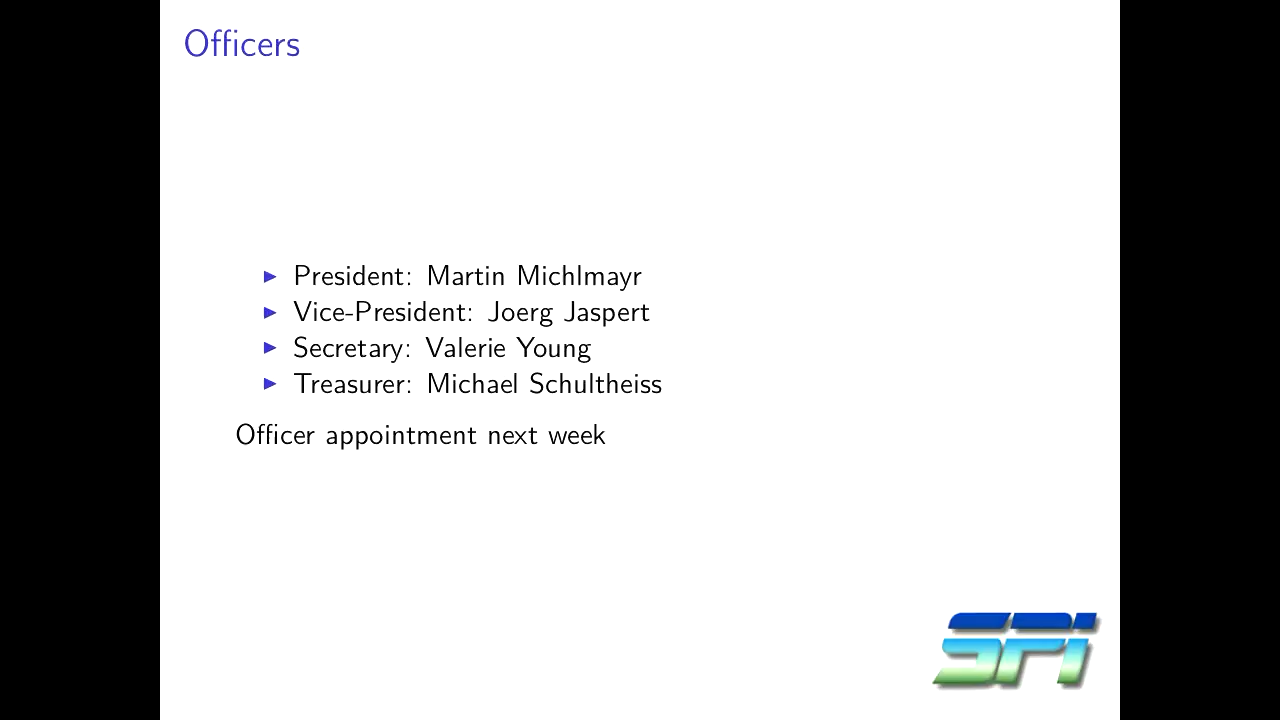 Officers
President: Martin Michlmayr
Vice-President: Joerg Jaspert
Secretary: Valerie Young
Treasurer: Michael Schultheiss
Officer appointment next week
SPi